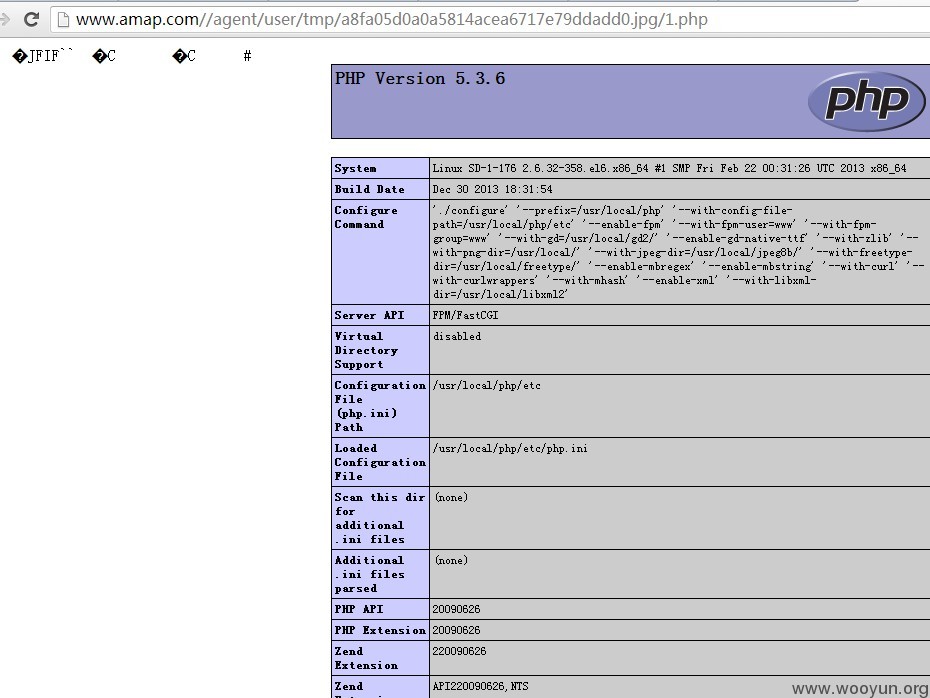 www.amap.com//agent/user/tmp/a8fa05d0a0a5814acea6717e79ddadd0.jpg/1.php
�JFIF`` �C �C #
PHP Version 5.3.6
php
System Linux SD-1-176 2.6.32-358.el6.x86_64 #1 SMP Fri Feb 22 00:31:26 UTC 2013 x86_64
Build Date Dec 30 2013 18:31:54
Configure './configure' '--prefix=/usr/local/php' '--with-config-file-
Command path=/usr/local/php/etc' '--enable-fpm' '--with-fpm-user=www' '--with-fpm-
group=www' '--with-gd=/usr/local/gd2/' '--enable-gd-native-ttf' '--with-zlib' '--
with-png-dir=/usr/local/' '--with-jpeg-dir=/usr/local/jpeg8b/' '--with-freetype-
dir=/usr/local/freetype/' '--enable-mbregex' '--enable-mbstring' '--with-curl' '--
with-curlwrappers' '--with-mhash' '--enable-xml' '--with-libxml-
dir=/usr/local/libxml2'
Server API FPM/FastCGI
Virtual disabled
Directory
Support
Configuration /usr/local/php/etc
File
(php.ini)
Path
Loaded /usr/local/php/etc/php.ini
Configuration
File
Scan this dir (none)
for
additional
.ini files
Additional (none)
.ini files
parsed
PHP API 20090626
PHP Extension 20090626
Zend 220090626
Extension
Zend API220090626,NTS
www.wooyun.org